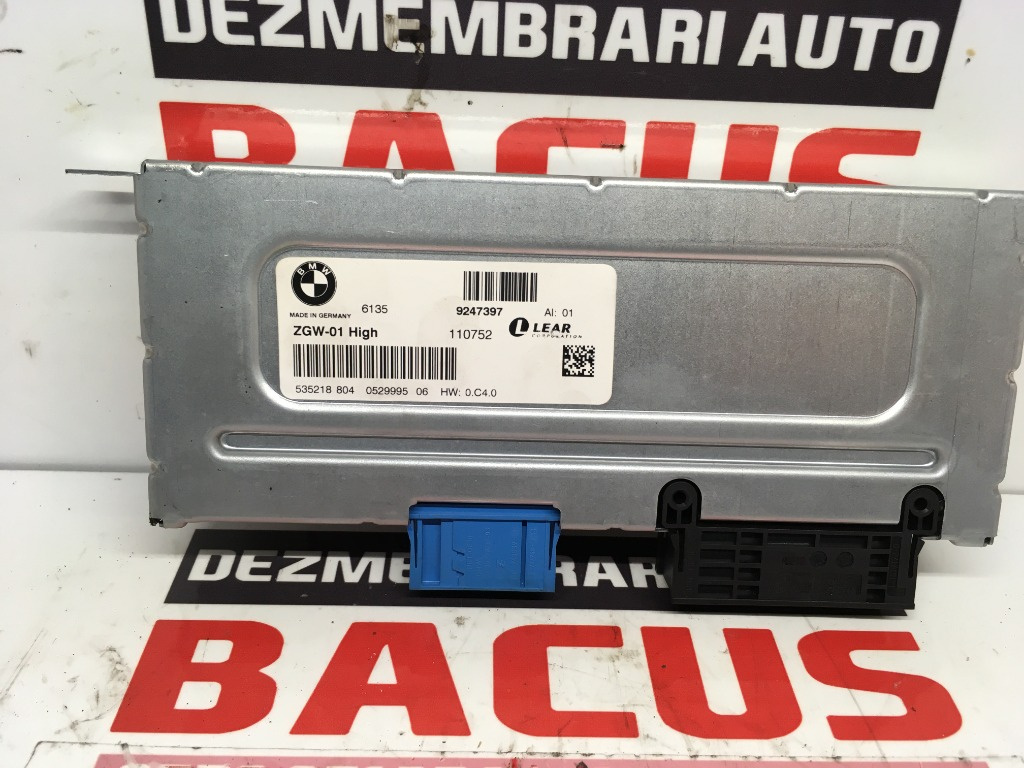 DEZMEMBRARI AUTO
BACUS
BMW
MADE IN GERMANY
6135
9247397
AI: 01
ZGW-01 High
110752
LEAR
CORPORATION
535218 804 0529995 06 HW: 0.C4.0
DEZMEMBRARI
BACUS